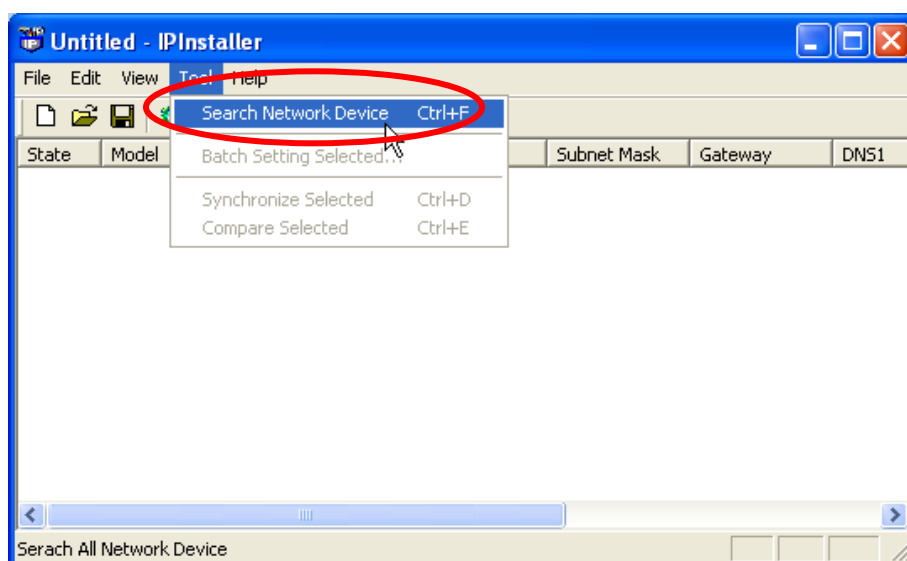 Untitled - IPInstaller
File Edit View Tool Help
Search Network Device Ctrl+F
State Model Subnet Mask Gateway DNS1
Batch Setting Selected...
Synchronize Selected Ctrl+D
Compare Selected Ctrl+E
Serach All Network Device